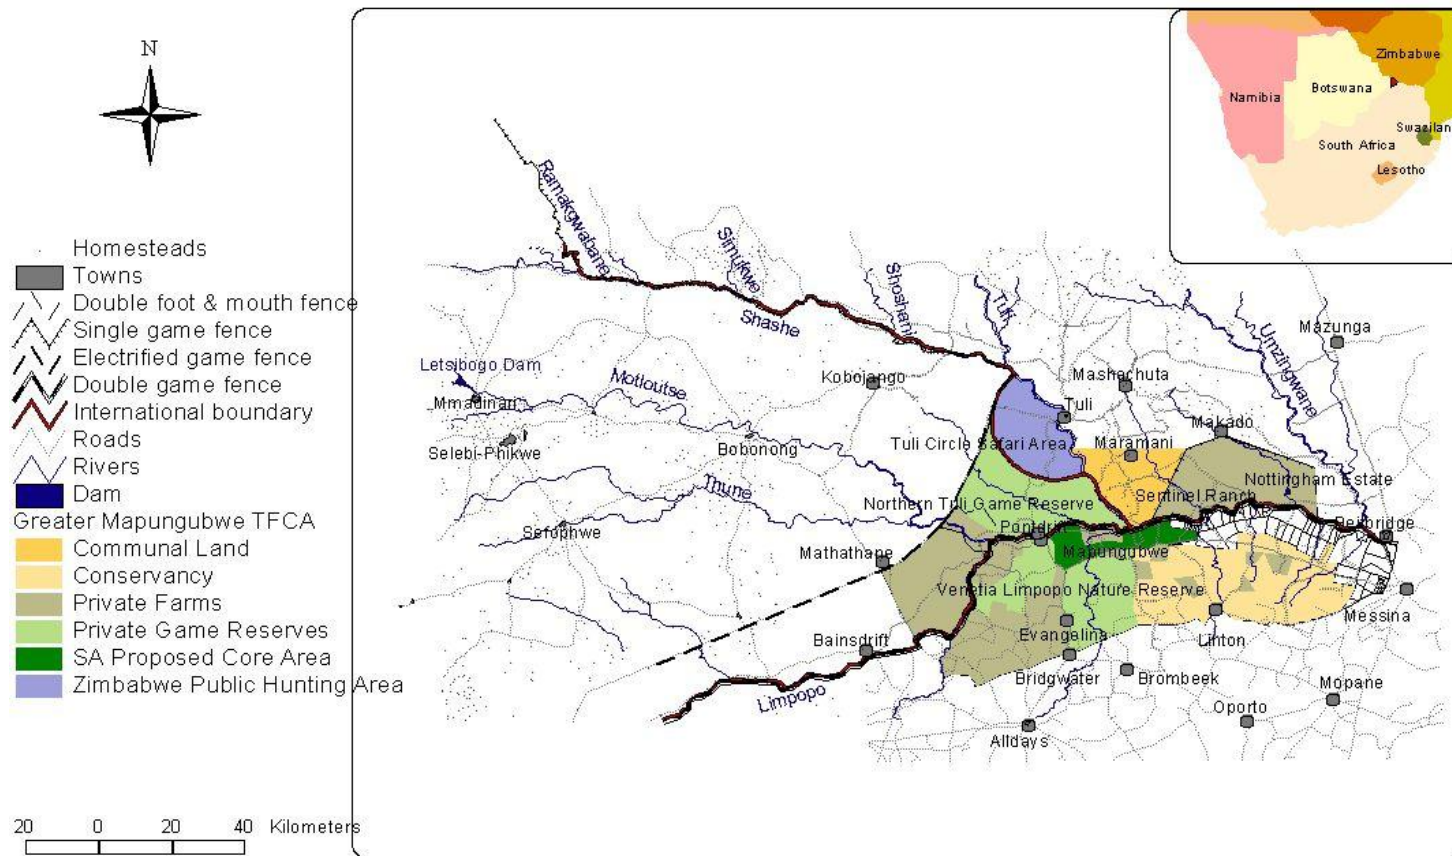 N
Homesteads
Towns
Double foot & mouth fence
Single game fence
Electrified game fence
Double game fence
International boundary
Roads
Rivers
Dam
Greater Mapungubwe TFCA
Communal Land
Conservancy
Private Farms
Private Game Reserves
SA Proposed Core Area
Zimbabwe Public Hunting Area
20 0 20 40 Kilometers
Zimbabwe
Botswana
Namibia
Swazilan
South Africa
Lesotho
Ramakgwabane
Simukwe
Shoshani
Tuli
Shashe
Umzingwane
Mazunga
Letsibogo Dam
Motloutse
Kobojango
Mashachuta
Mmadinari
Tuli
Makado
Selebi-Phikwe
Bobonong
Tuli Circle Safari Area
Maramani
Nottingham Estate
Thune
Sentinel Ranch
Northern Tuli Game Reserve
Sefophwe
Pontdrift
Beitbridge
Mathathane
Mapungubwe
Venetia Limpopo Nature Reserve
Messina
Bainsdrift
Evangelina
Linton
Bridgwater
Brombeek
Mopane
Limpopo
Oporto
Alldays